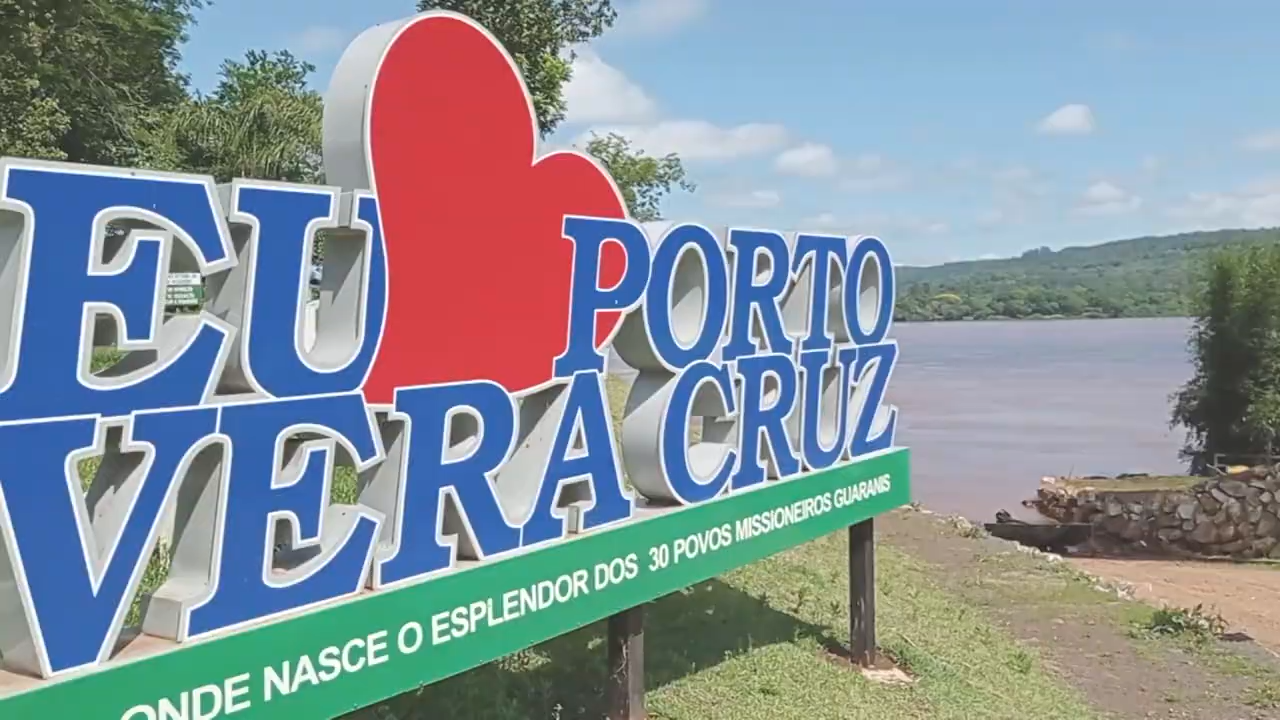 EU PORTO
VERA CRUZ
ONDE NASCE O ESPLENDOR DOS 30 POVOS MISSIONEIROS GUARANIS